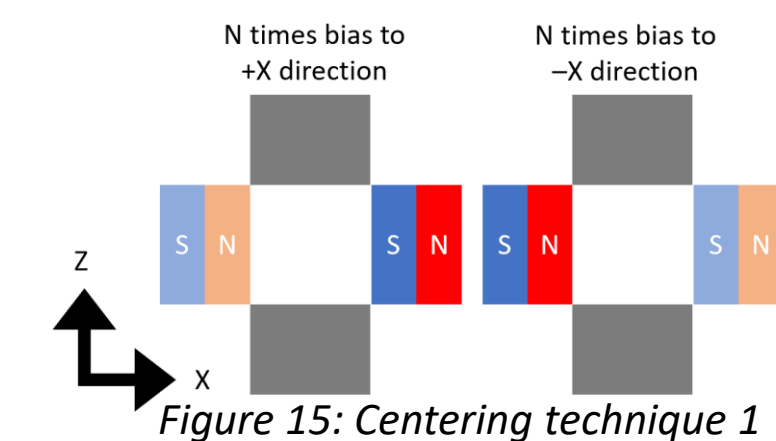 N times bias to
+X direction
N times bias to
–X direction
S N
S N
S N
S N
Z
X
Figure 15: Centering technique 1